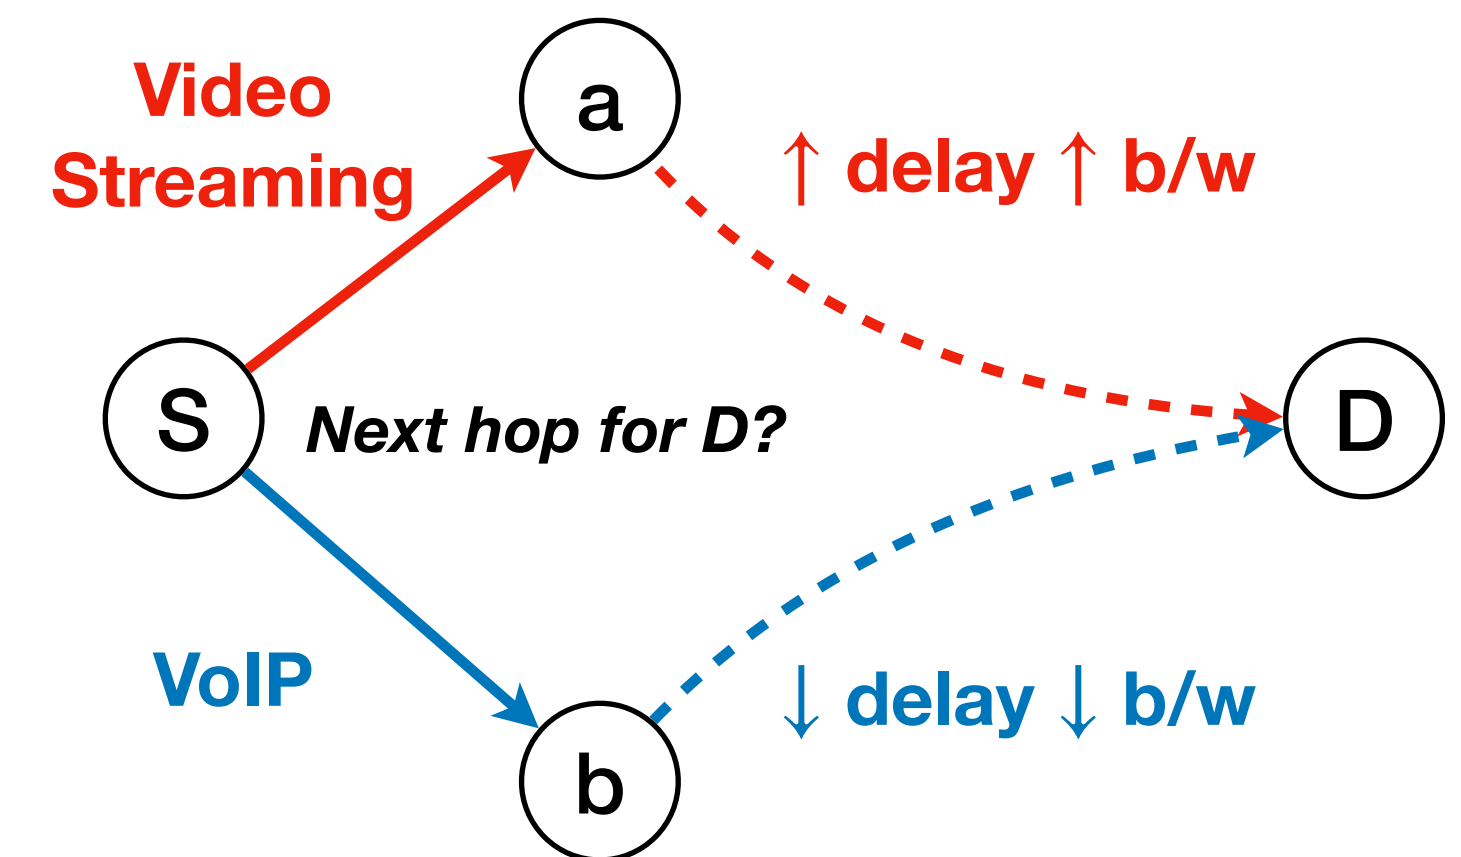 Video
Streaming
a
↑ delay ↑ b/w
S
Next hop for D?
D
VoIP
↓ delay ↓ b/w
b